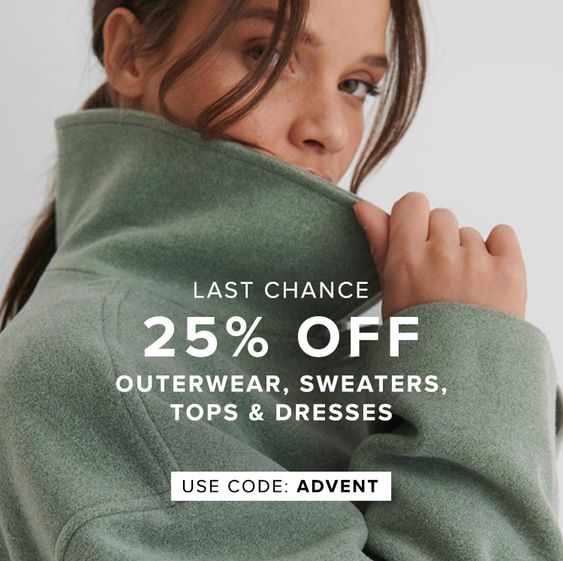 LAST CHANCE
25% OFF
OUTERWEAR, SWEATERS,
TOPS & DRESSES
USE CODE: ADVENT